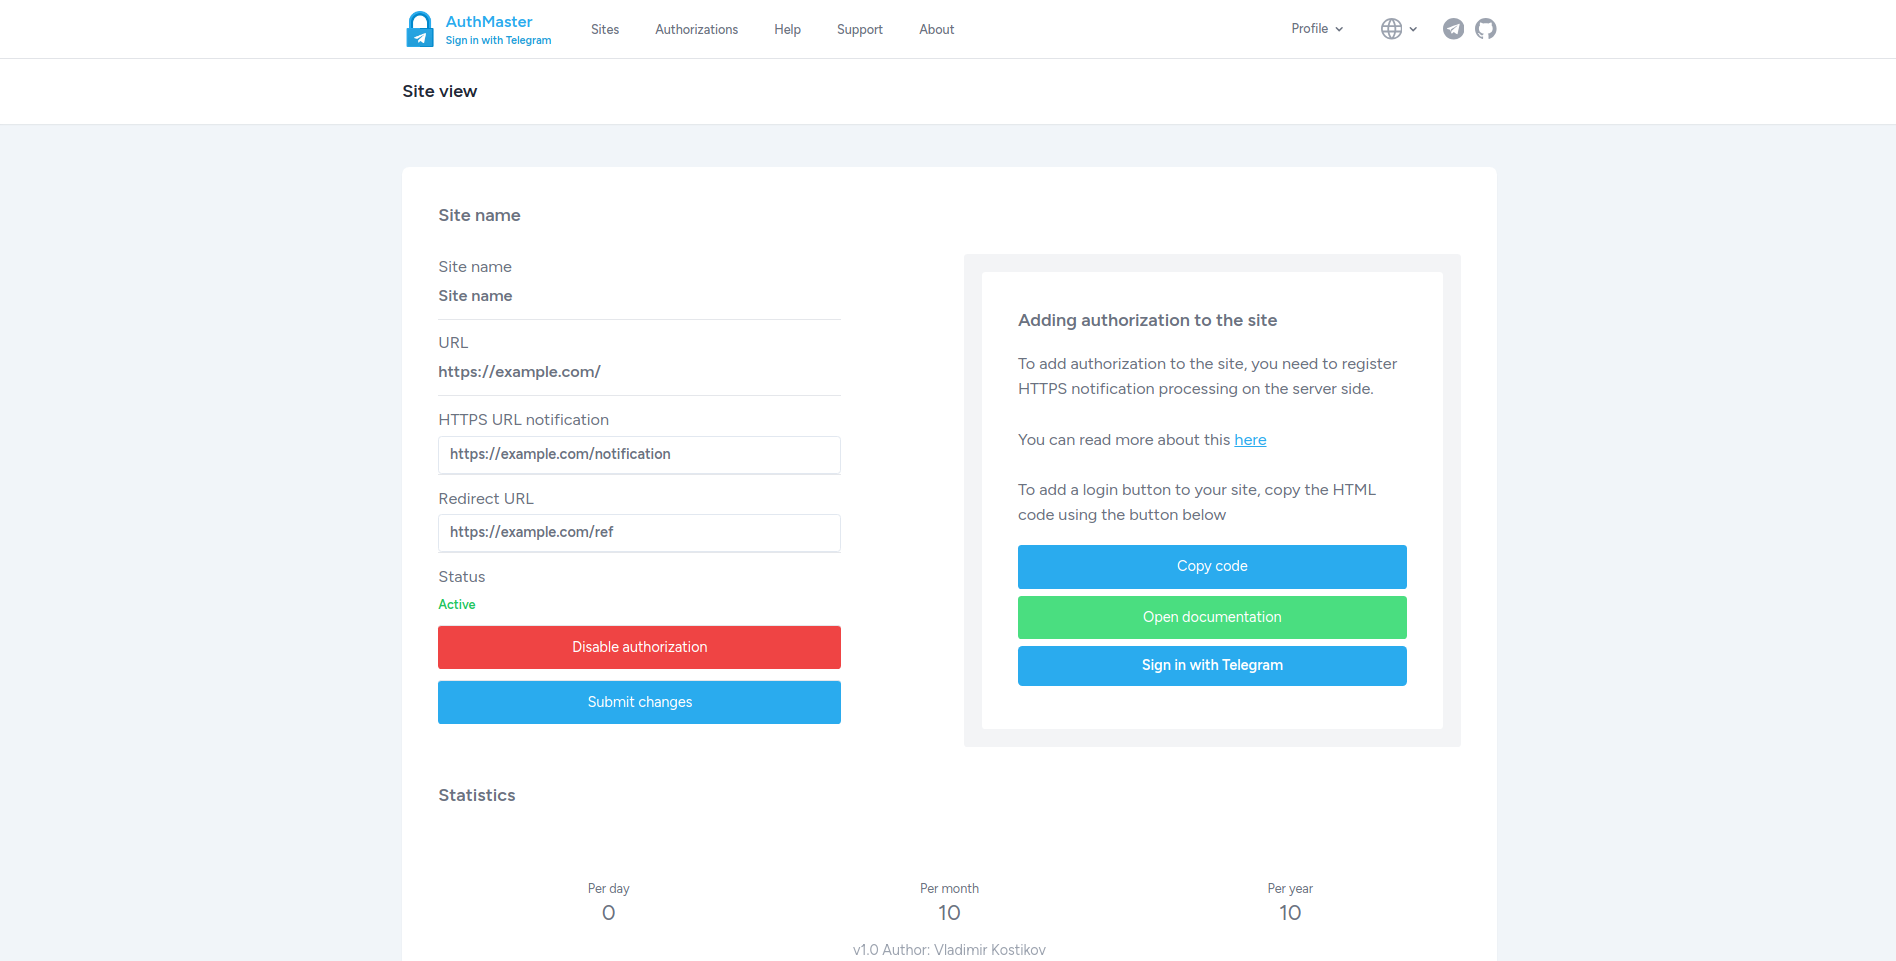 AuthMaster
Sign in with Telegram
Sites
Authorizations
Help
Support
About
Profile
Site view
Site name
Site name
Site name
URL
https://example.com/
HTTPS URL notification
https://example.com/notification
Redirect URL
https://example.com/ref
Status
Active
Disable authorization
Submit changes
Adding authorization to the site
To add authorization to the site, you need to register
HTTPS notification processing on the server side.
You can read more about this here
To add a login button to your site, copy the HTML
code using the button below
Copy code
Open documentation
Sign in with Telegram
Statistics
Per day
0
Per month
10
Per year
10
v1.0 Author: Vladimir Kostikov